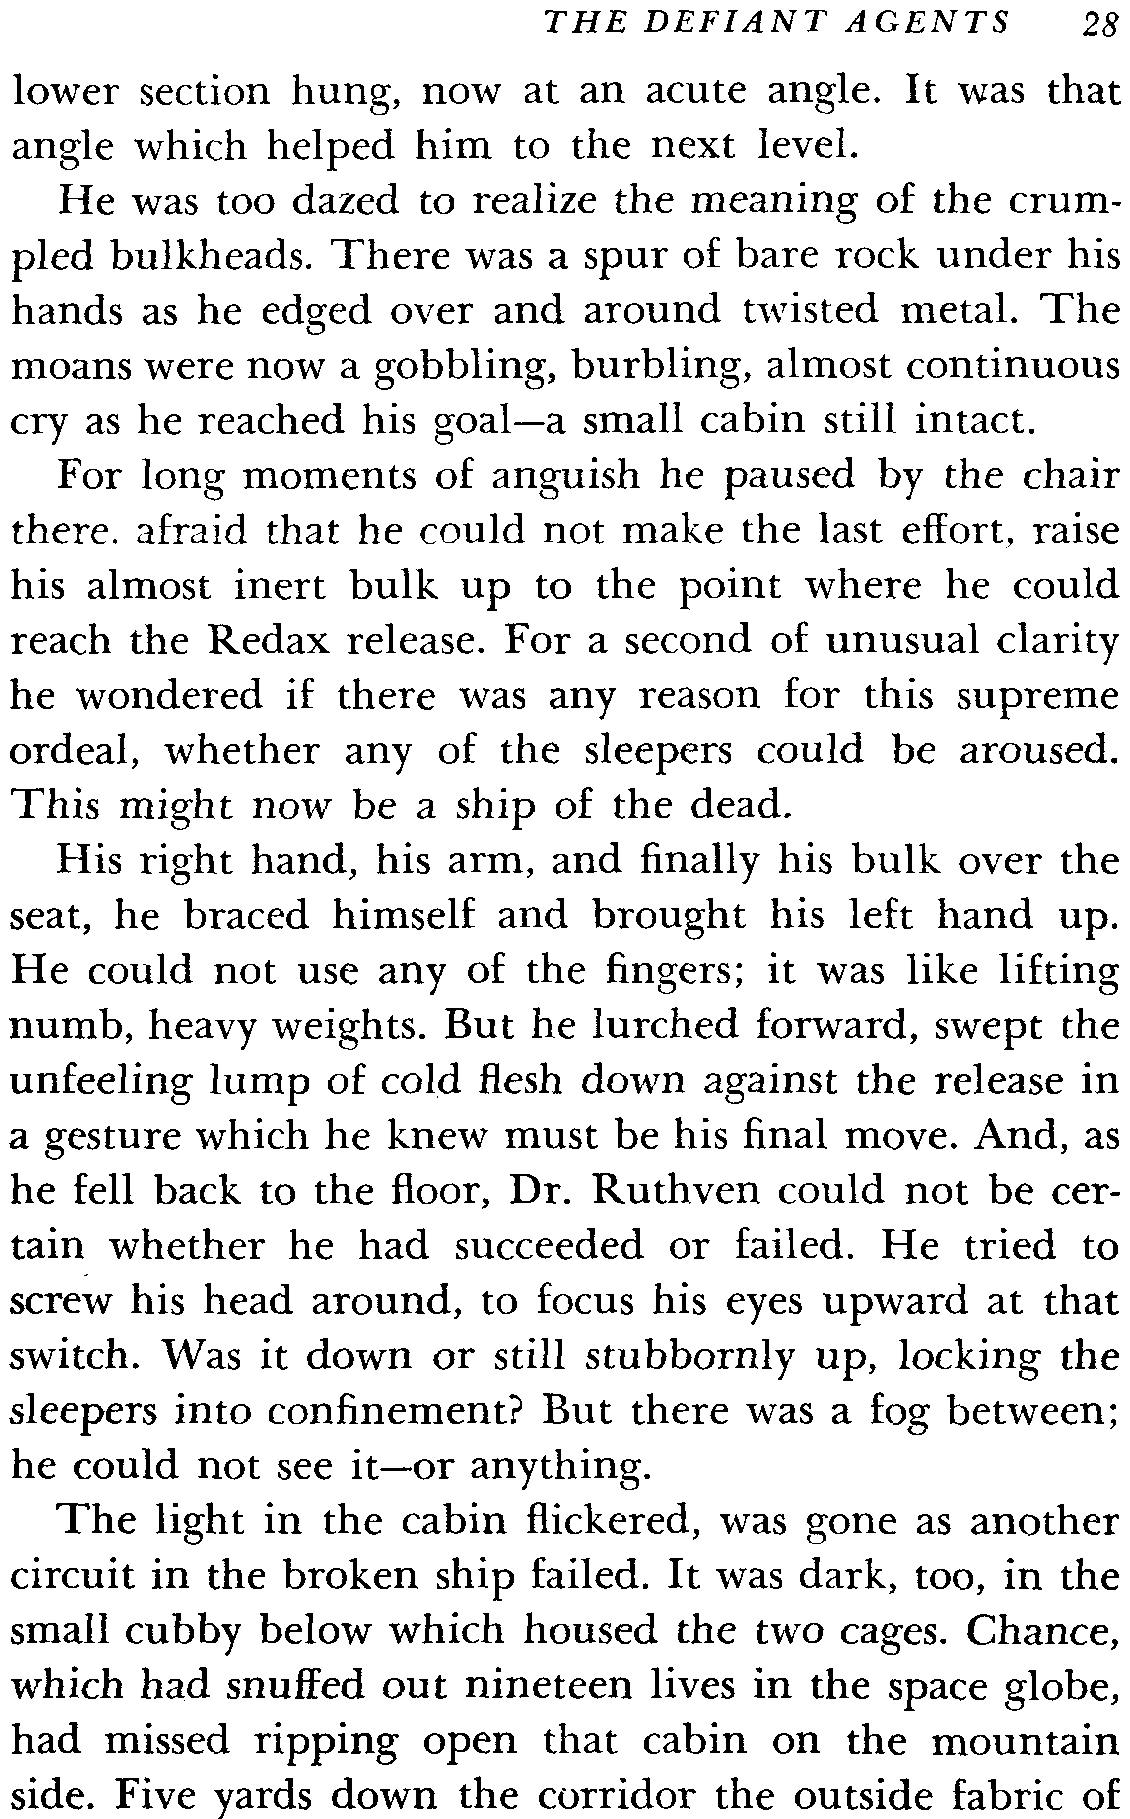 THE DEFIANT AGENTS 28
lower section hung, now at an acute angle. It was that
angle which helped him to the next level.
He was too dazed to realize the meaning of the crum-
pled bulkheads. There was a spur of bare rock under his
hands as he edged over and around twisted metal. The
moans were now a gobbling, burbling, almost continuous
cry as he reached his goal—a small cabin still intact.
For long moments of anguish he paused by the chair
there. afraid that he could not make the last effort, raise
his almost inert bulk up to the point where he could
reach the Redax release. For a second of unusual clarity
he wondered if there was any reason for this supreme
ordeal, whether any of the sleepers could be aroused.
This might now be a ship of the dead.
His right hand, his arm, and finally his bulk over the
seat, he braced himself and brought his left hand up.
He could not use any of the fingers; it was like lifting
numb, heavy weights. But he lurched forward, swept the
unfeeling lump of cold flesh down against the release in
a gesture which he knew must be his final move. And, as
he fell back to the floor, Dr. Ruthven could not be cer-
tain whether he had succeeded or failed. He tried to
screw his head around, to focus his eyes upward at that
switch. Was it down or still stubbornly up, locking the
sleepers into confinement? But there was a fog between;
he could not see it—or anything.
The light in the cabin flickered, was gone as another
circuit in the broken ship failed. It was dark, too, in the
small cubby below which housed the two cages. Chance,
which had snuffed out nineteen lives in the space globe,
had missed ripping open that cabin on the mountain
side. Five yards down the corridor the outside fabric of